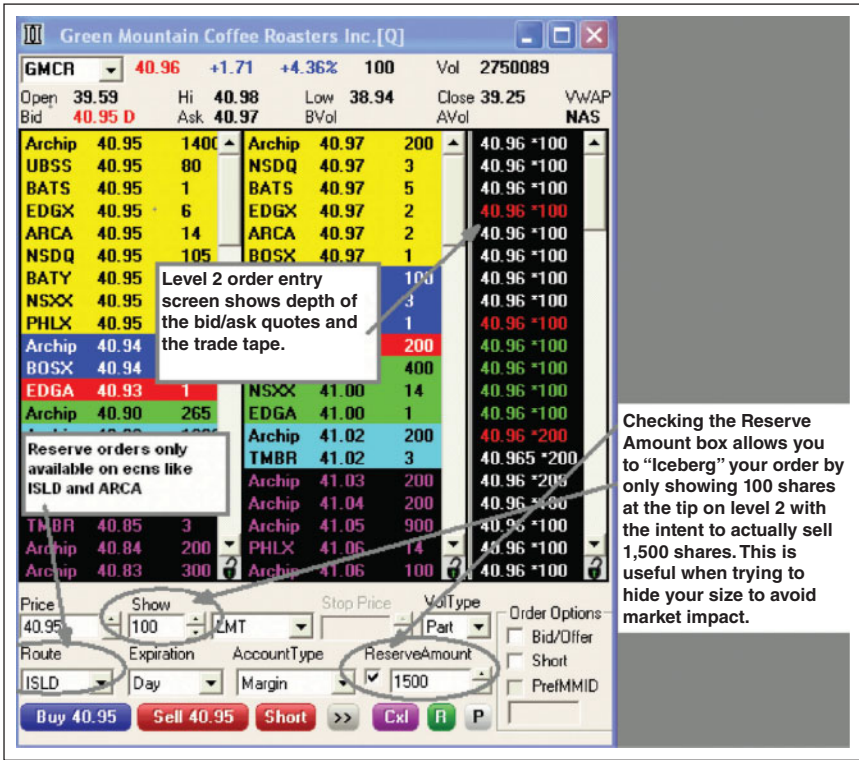 Green Mountain Coffee Roasters Inc.[Q]
GMCR 40.96 +1.71 +4.36% 100 Vol 2750089
Open 39.59 Hi 40.98 Low 38.94 Close 39.25 VWAP
Bid 40.95 D Ask 40.97 BVol AVol NAS
Archip 40.95 1400 Archip 40.97 200 40.96 *100
UBSS 40.95 80 NSDQ 40.97 3 40.96 *100
BATS 40.95 1 BATS 40.97 5 40.96 *100
EDGX 40.95 6 EDGX 40.97 2 40.96 *100
ARCA 40.95 14 ARCA 40.97 2 40.96 *100
NSDQ 40.95 105 BOSX 40.97 1 40.96 *100
BATY 40.95 100 40.96 *100
NSXX 40.95 3 40.96 *100
PHLX 40.95 1 40.96 *100
Archip 40.94 200 40.96 *100
BOSX 40.94 400 40.96 *100
EDGA 40.93 1 NSXX 41.00 14 40.96 *100
Archip 40.90 265 EDGA 41.00 1 40.96 *100
Archip 41.02 200 40.96 *200
TMBR 41.02 3 40.965 *200
Archip 41.03 200 40.96
Archip 41.04 200 40.96
TMBR 40.85 3 Archip 41.05 900 40.96 *100
Archip 40.84 200 PHLX 41.06 14 40.96 *100
Archip 40.83 300 Archip 41.06 100 40.96 *100
Level 2 order entry
screen shows depth of
the bid/ask quotes and
the trade tape.
Reserve orders only
available on ecns like
ISLD and ARCA
Checking the Reserve
Amount box allows you
to “Iceberg” your order by
only showing 100 shares
at the tip on level 2 with
the intent to actually sell
1,500 shares. This is
useful when trying to
hide your size to avoid
market impact.
Price Show Stop Price VolType Order Options
40.95 100 LMT Part Bid/Offer
Route Expiration AccountType ReserveAmount Short
ISLD Day Margin 1500 PrefMMID
Buy 40.95 Sell 40.95 Short >> Cxl R P